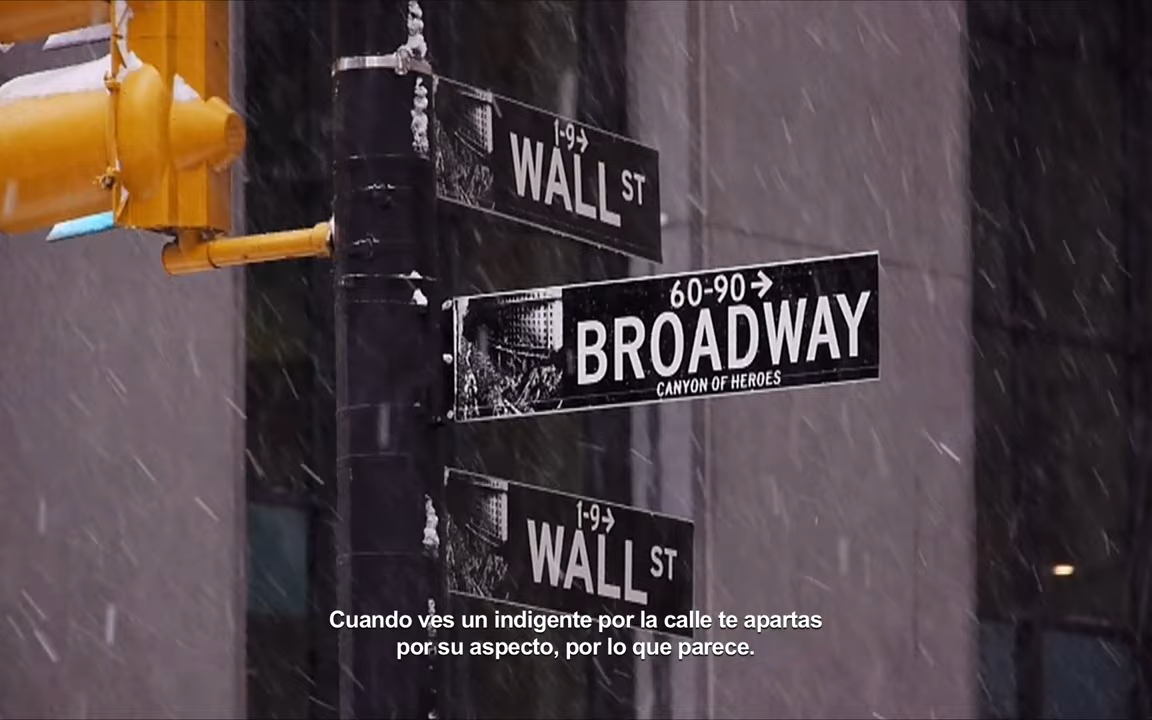 1-9→
WALL ST
60-90→
BROADWAY
CANYON OF HEROES
1-9→
WALL ST
Cuando ves un indigente por la calle te apartas
por su aspecto, por lo que parece.